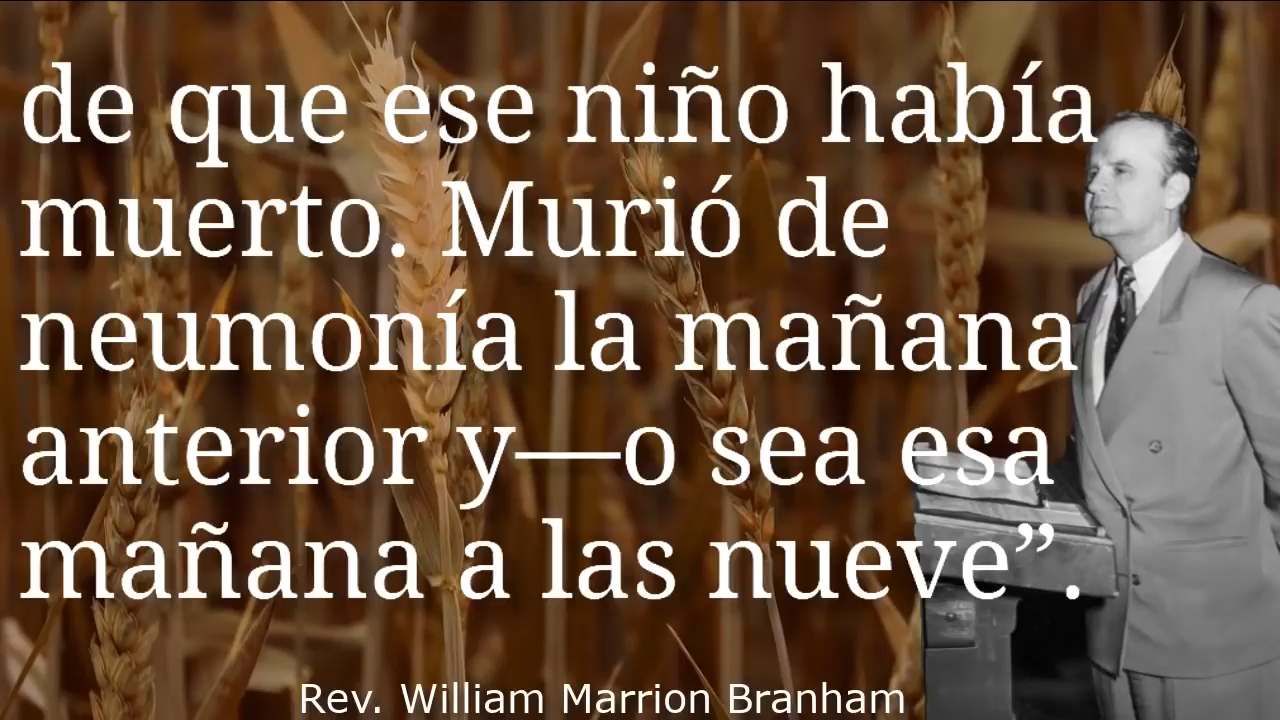 de que ese niño había
muerto. Murió de
neumonía la mañana
anterior y—o sea esa
mañana a las nueve”.
Rev. William Marrion Branham